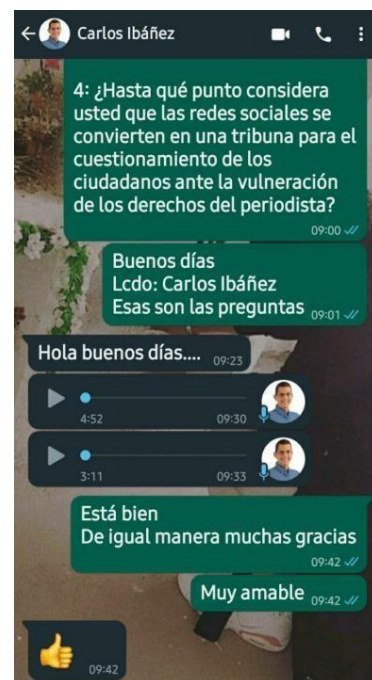 Carlos Ibáñez
4: ¿Hasta qué punto considera
usted que las redes sociales se
convierten en una tribuna para el
cuestionamiento de los
ciudadanos ante la vulneración
de los derechos del periodista?
09:00
Buenos días
Lcdo: Carlos Ibáñez
Esas son las preguntas 09:01
Hola buenos días.... 09:23
4:52 09:30
3:11 09:33
Está bien
De igual manera muchas gracias
09:42
Muy amable 09:42
09:42